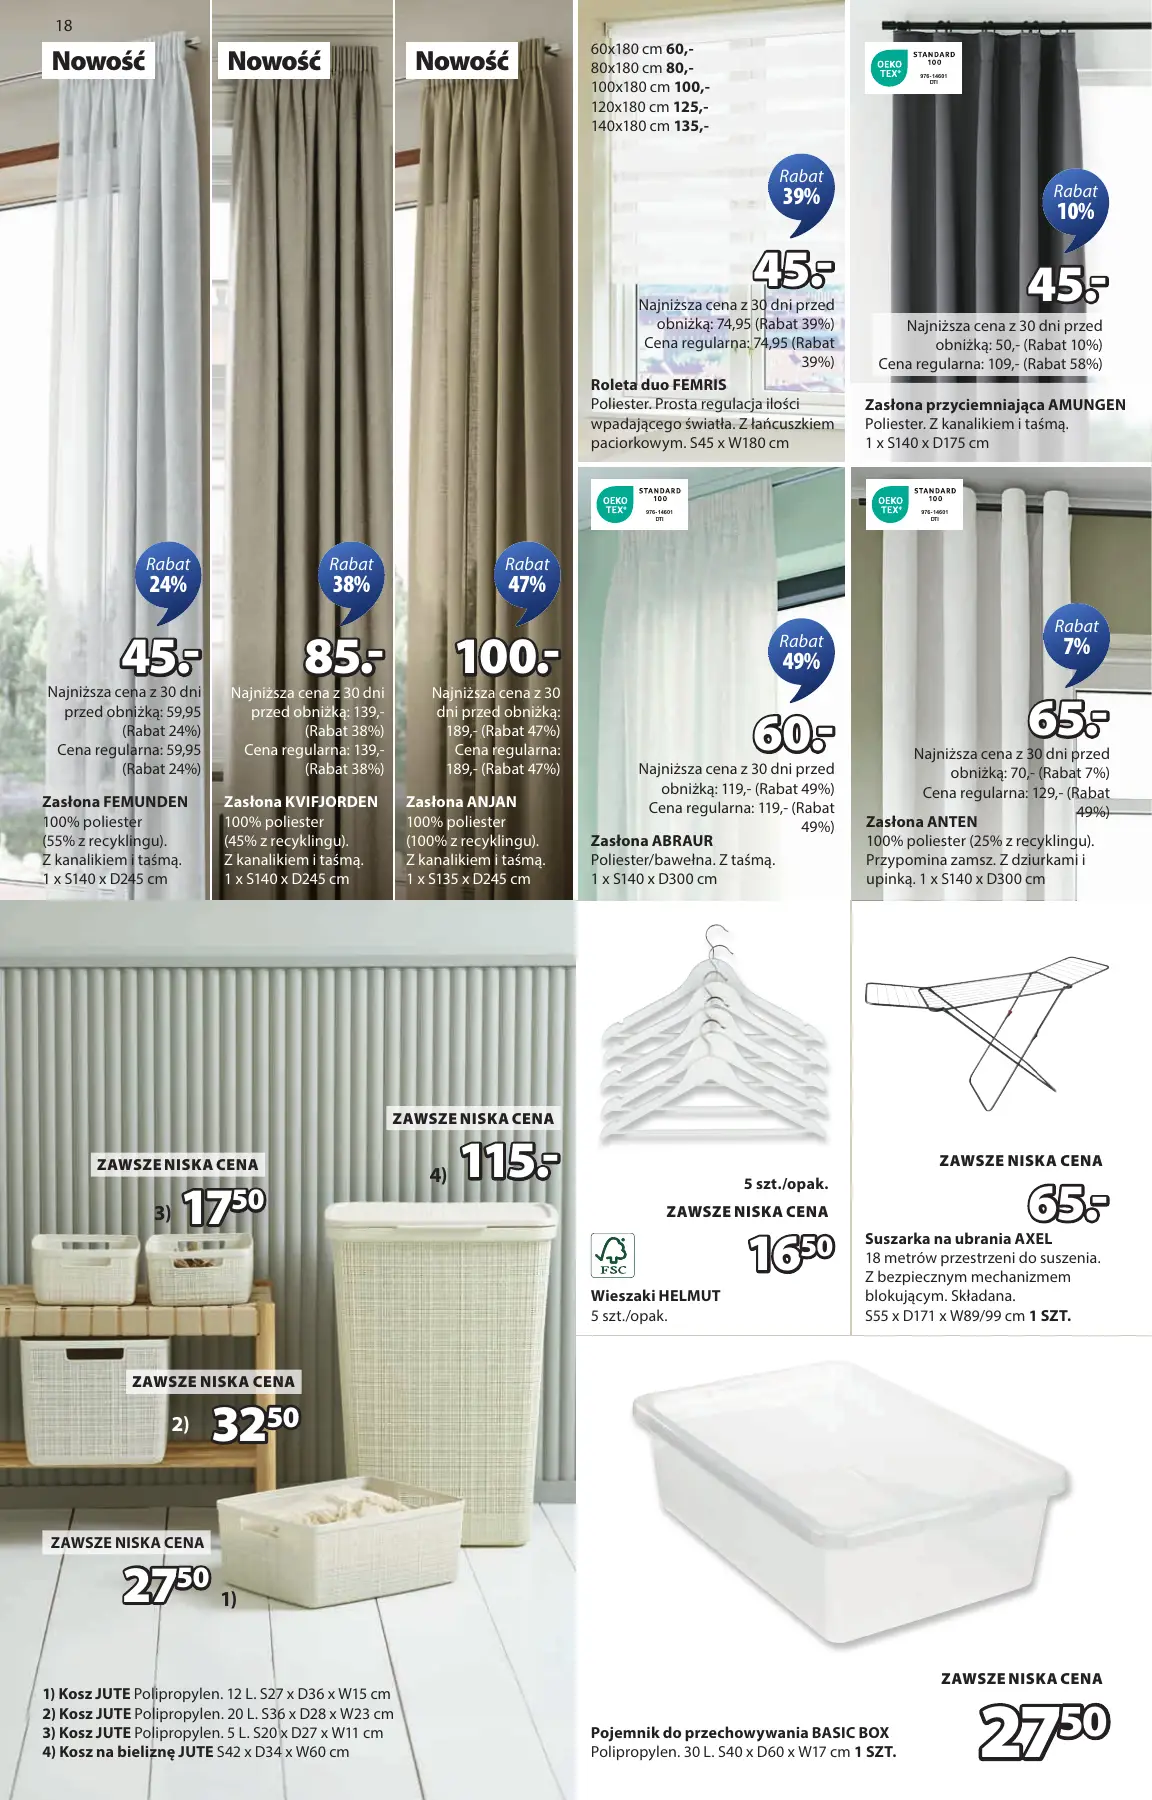 18
Nowość
Rabat
24%
45.-
Najniższa cena z 30 dni
przed obniżką: 59,95
(Rabat 24%)
Cena regularna: 59,95
(Rabat 24%)
Zasłona FEMUNDEN
100% poliester
(55% z recyklingu).
Z kanalikiem i taśmą.
1 x S140 x D245 cm
Nowość
Rabat
38%
85.-
Najniższa cena z 30 dni
przed obniżką: 139,-
(Rabat 38%)
Cena regularna: 139,-
(Rabat 38%)
Zasłona KVIFJORDEN
100% poliester
(45% z recyklingu).
Z kanalikiem i taśmą.
1 x S140 x D245 cm
Nowość
Rabat
47%
100.-
Najniższa cena z 30
dni przed obniżką:
189,- (Rabat 47%)
Cena regularna:
189,- (Rabat 47%)
Zasłona ANJAN
100% poliester
(100% z recyklingu).
Z kanalikiem i taśmą.
1 x S135 x D245 cm
60x180 cm 60,-
80x180 cm 80,-
100x180 cm 100,-
120x180 cm 125,-
140x180 cm 135,-
Rabat
39%
45.-
Najniższa cena z 30 dni przed
obniżką: 74,95 (Rabat 39%)
Cena regularna: 74,95 (Rabat
39%)
Roleta duo FEMRIS
Poliester. Prosta regulacja ilości
wpadającego światła. Z łańcuszkiem
paciorkowym. S45 x W180 cm
OEKO
TEX®
STANDARD
100
976-14601
DTI
Rabat
10%
45.-
Najniższa cena z 30 dni przed
obniżką: 50,- (Rabat 10%)
Cena regularna: 109,- (Rabat 58%)
Zasłona przyciemniająca AMUNGEN
Poliester. Z kanalikiem i taśmą.
1 x S140 x D175 cm
OEKO
TEX®
STANDARD
100
976-14601
DTI
Rabat
49%
60.-
Najniższa cena z 30 dni przed
obniżką: 119,- (Rabat 49%)
Cena regularna: 119,- (Rabat
49%)
Zasłona ABRAUR
Poliester/bawełna. Z taśmą.
1 x S140 x D300 cm
OEKO
TEX®
STANDARD
100
976-14601
DTI
Rabat
7%
65.-
Najniższa cena z 30 dni przed
obniżką: 70,- (Rabat 7%)
Cena regularna: 129,- (Rabat
49%)
Zasłona ANTEN
100% poliester (25% z recyklingu).
Przypomina zamsz. Z dziurkami i
upinką. 1 x S140 x D300 cm
ZAWSZE NISKA CENA
4) 115.-
ZAWSZE NISKA CENA
3) 17 50
ZAWSZE NISKA CENA
2) 32 50
ZAWSZE NISKA CENA
27 50
1)
1) Kosz JUTE Polipropylen. 12 L. S27 x D36 x W15 cm
2) Kosz JUTE Polipropylen. 20 L. S36 x D28 x W23 cm
3) Kosz JUTE Polipropylen. 5 L. S20 x D27 x W11 cm
4) Kosz na bieliznę JUTE S42 x D34 x W60 cm
5 szt./opak.
ZAWSZE NISKA CENA
16 50
FSC
Wieszaki HELMUT
5 szt./opak.
ZAWSZE NISKA CENA
65.-
Suszarka na ubrania AXEL
18 metrów przestrzeni do suszenia.
Z bezpiecznym mechanizmem
blokującym. Składana.
S55 x D171 x W89/99 cm 1 SZT.
ZAWSZE NISKA CENA
27 50
Pojemnik do przechowywania BASIC BOX
Polipropylen. 30 L. S40 x D60 x W17 cm 1 SZT.